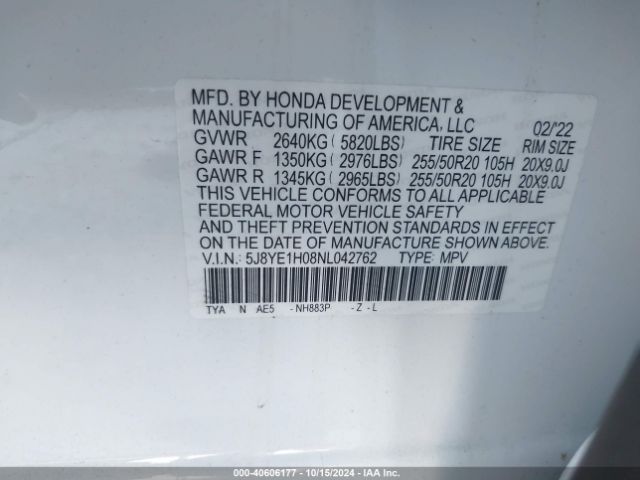 MFD. BY HONDA DEVELOPMENT &
MANUFACTURING OF AMERICA, LLC 02/'22
GVWR 2640KG ( 5820LBS) TIRE SIZE RIM SIZE
GAWR F 1350KG ( 2976LBS) 255/50R20 105H 20X9.0J
GAWR R 1345KG ( 2965LBS) 255/50R20 105H 20X9.0J
THIS VEHICLE CONFORMS TO ALL APPLICABLE
FEDERAL MOTOR VEHICLE SAFETY
AND THEFT PREVENTION STANDARDS IN EFFECT
ON THE DATE OF MANUFACTURE SHOWN ABOVE.
V.I.N.: 5J8YE1H08NL042762 TYPE: MPV
TYA N AE5 - NH883P - Z - L
000-40606177 - 10/15/2024 - IAA Inc.